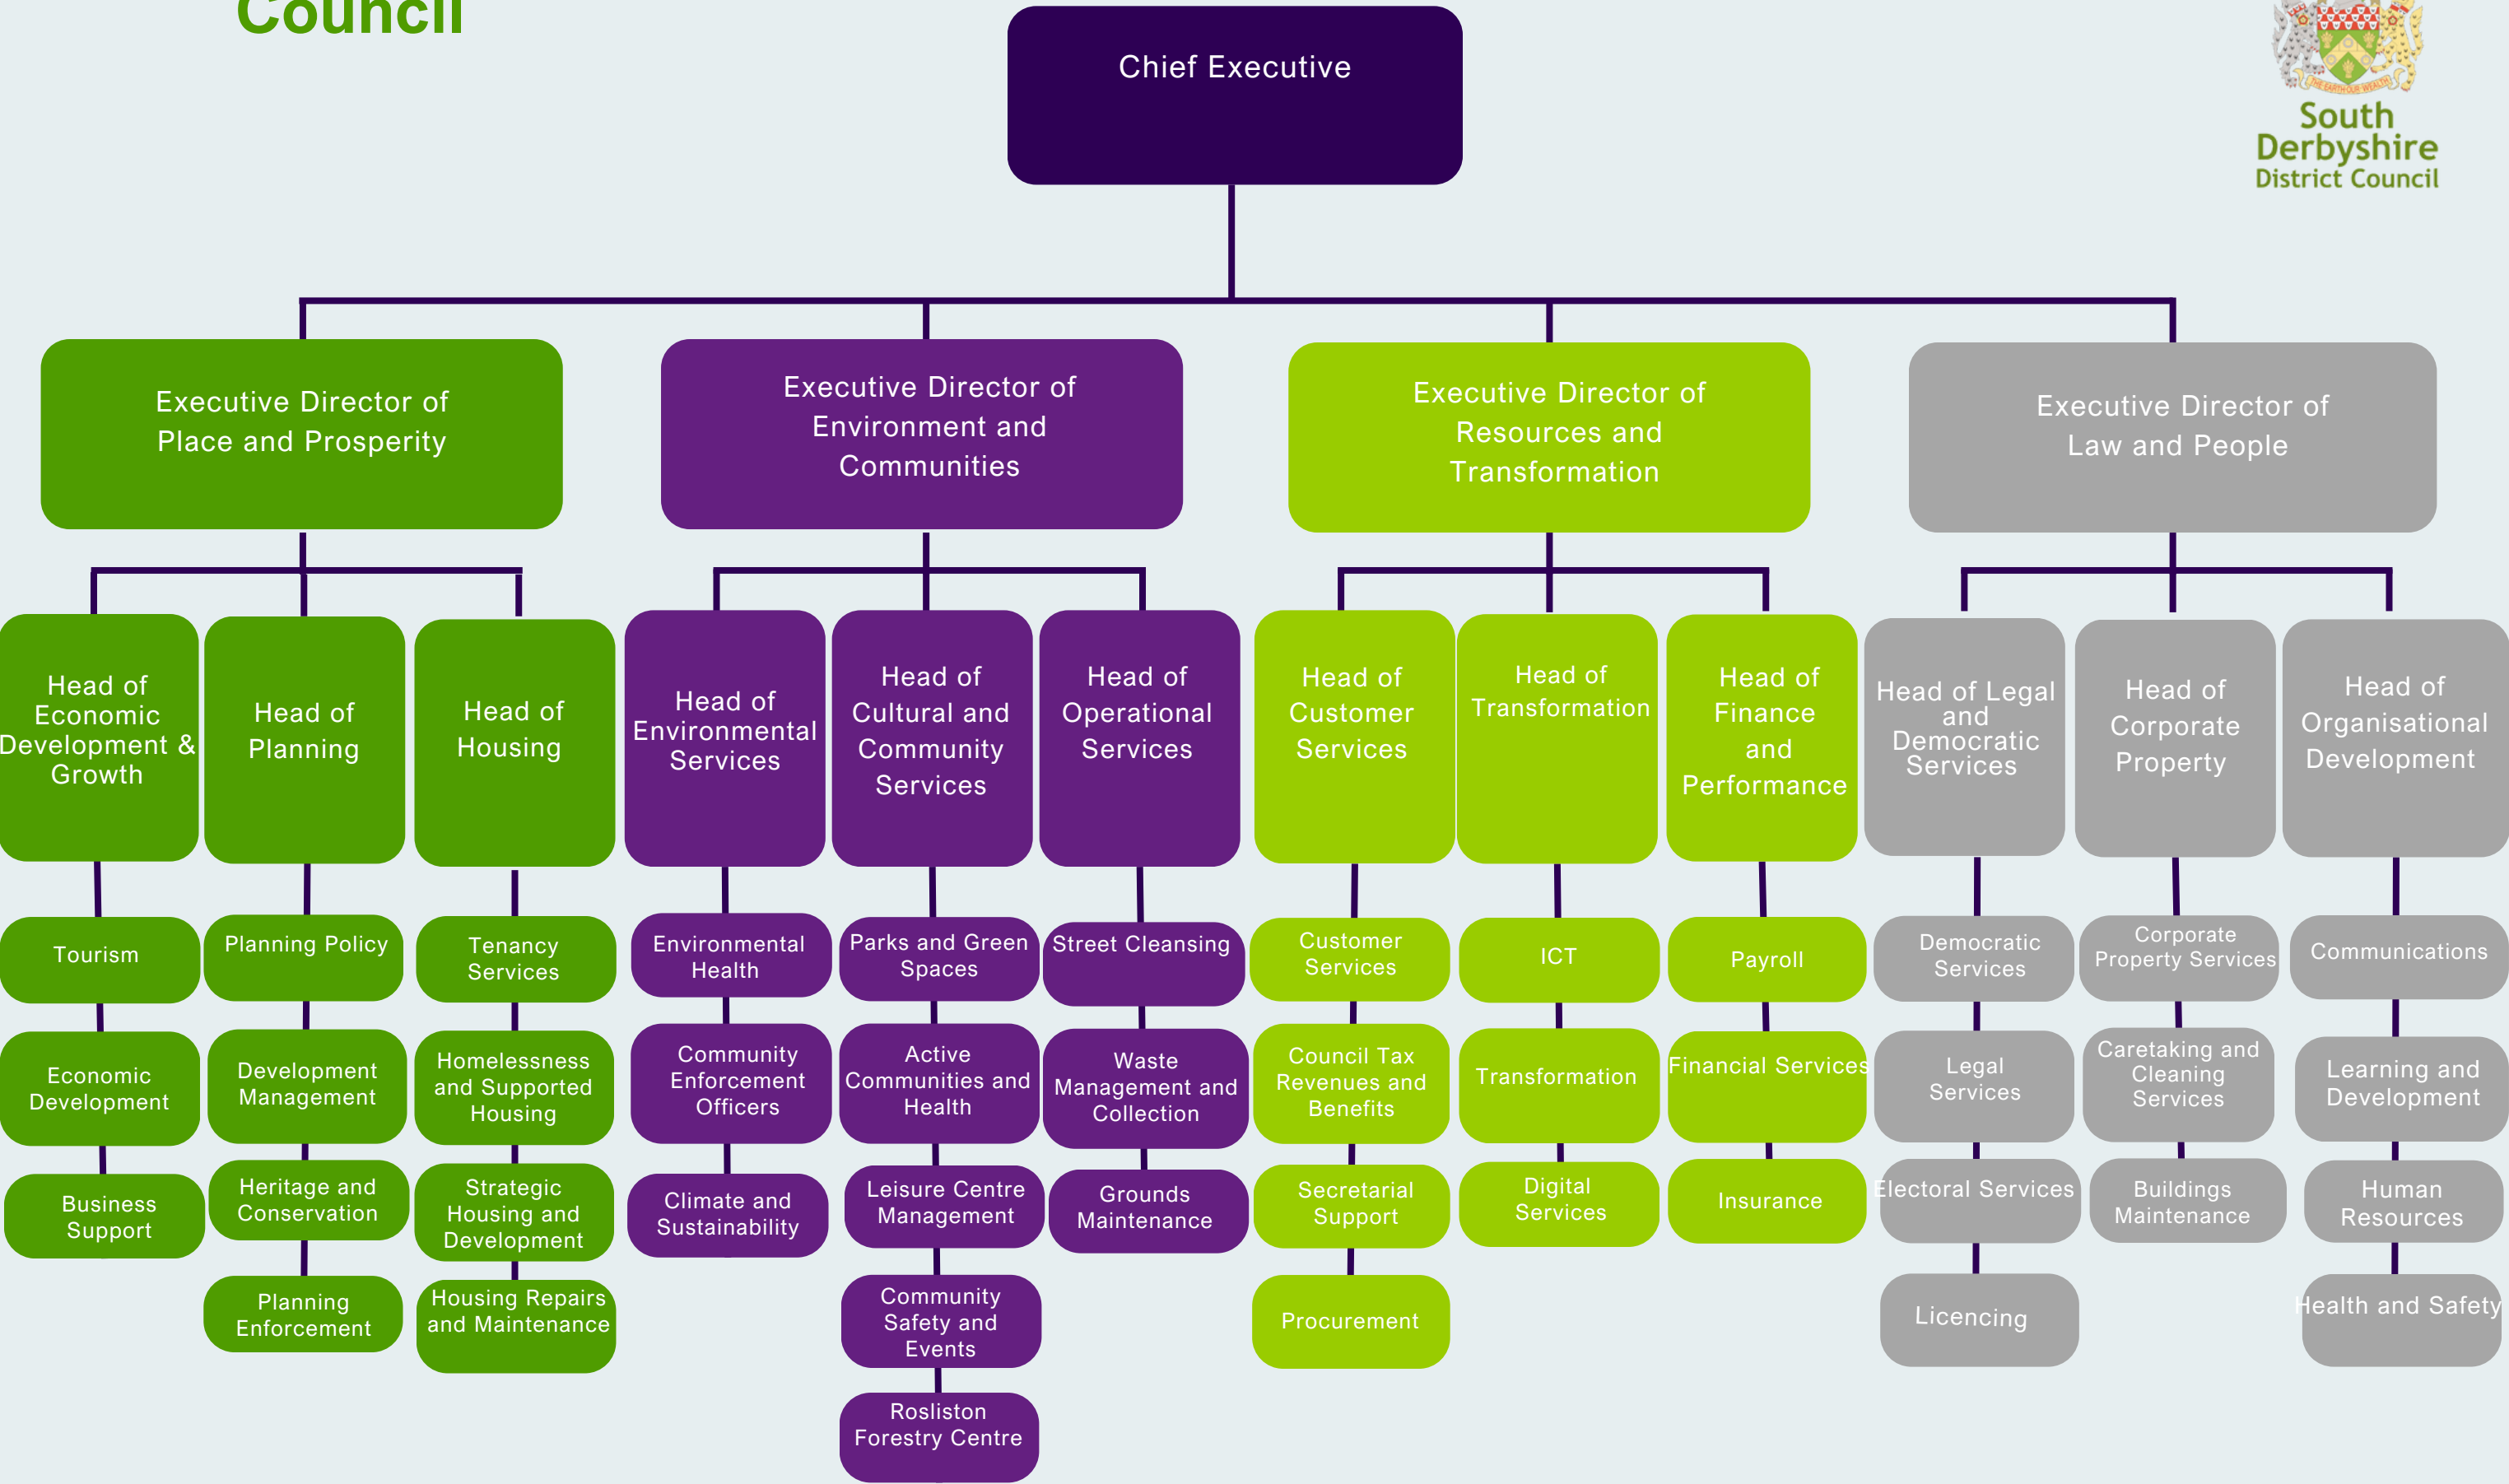 Council
Chief Executive
THE EARTH OUR WEALTH
South
Derbyshire
District Council
Executive Director of
Place and Prosperity
Executive Director of
Environment and
Communities
Executive Director of
Resources and
Transformation
Executive Director of
Law and People
Head of
Economic
Development &
Growth
Head of
Planning
Head of
Housing
Head of
Environmental
Services
Head of
Cultural and
Community
Services
Head of
Operational
Services
Head of
Customer
Services
Head of
Transformation
Head of
Finance
and
Performance
Head of Legal
and
Democratic
Services
Head of
Corporate
Property
Head of
Organisational
Development
Tourism
Economic
Development
Business
Support
Planning Policy
Development
Management
Heritage and
Conservation
Planning
Enforcement
Tenancy
Services
Homelessness
and Supported
Housing
Strategic
Housing and
Development
Housing Repairs
and Maintenance
Environmental
Health
Community
Enforcement
Officers
Climate and
Sustainability
Parks and Green
Spaces
Active
Communities and
Health
Leisure Centre
Management
Community
Safety and
Events
Rosliston
Forestry Centre
Street Cleansing
Waste
Management and
Collection
Grounds
Maintenance
Customer
Services
Council Tax
Revenues and
Benefits
Secretarial
Support
Procurement
ICT
Transformation
Digital
Services
Payroll
Financial Services
Insurance
Democratic
Services
Legal
Services
Electoral Services
Licencing
Corporate
Property Services
Caretaking and
Cleaning
Services
Buildings
Maintenance
Communications
Learning and
Development
Human
Resources
Health and Safety